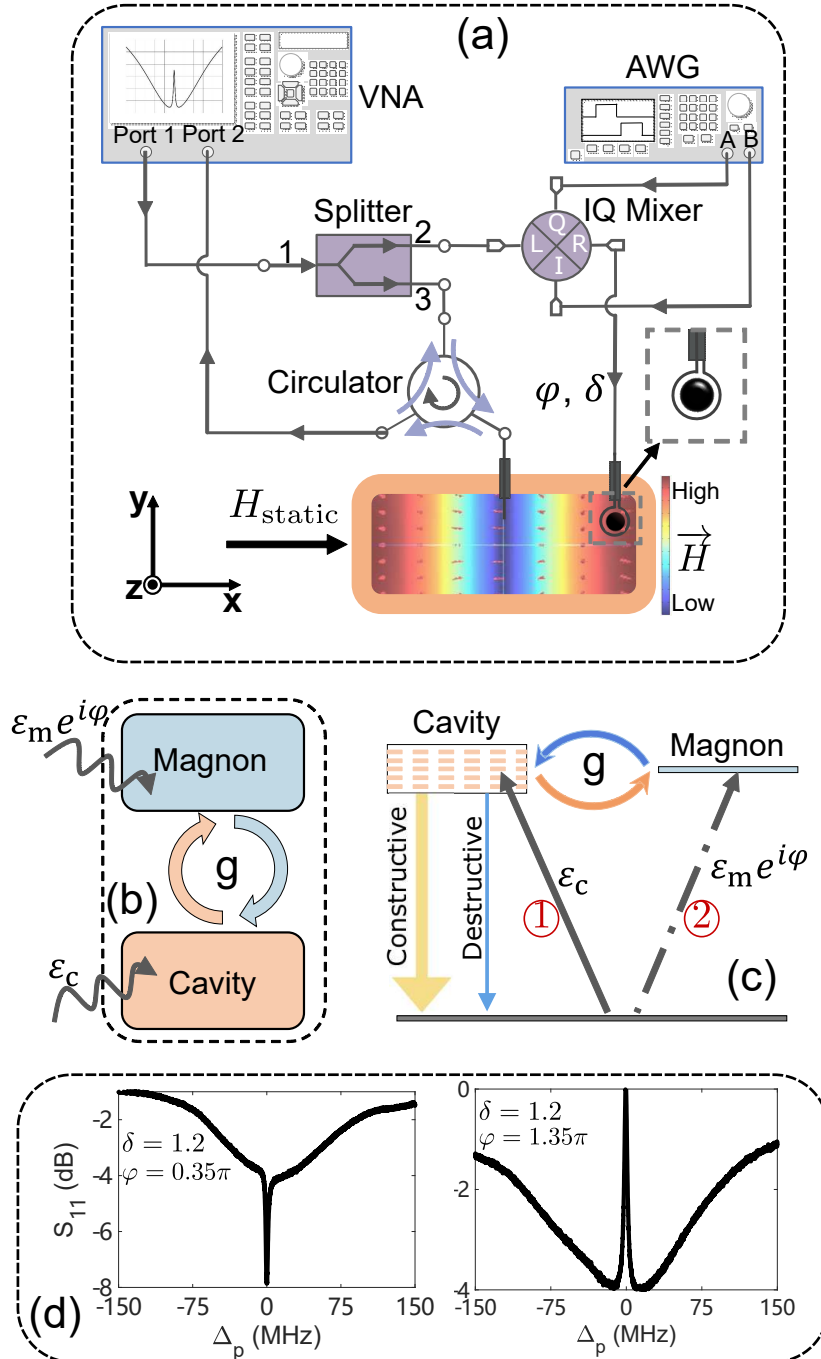 (a)
VNA
Port 1 Port 2
AWG
A B
Splitter
1
2
3
IQ Mixer
Q
L R
I
Circulator
φ, δ
y
z
x
H_static
High
H⃗
Low
ε_m e^{iφ}
Magnon
g
(b)
Cavity
ε_c
Cavity
g
Magnon
Constructive
Destructive
ε_c
ε_m e^{iφ}
①
②
(c)
S_11 (dB)
-2
-4
-6
-8
δ = 1.2
φ = 0.35π
-150 -75 0 75 150
Δ_p (MHz)
0
-2
-4
δ = 1.2
φ = 1.35π
-150 -75 0 75 150
Δ_p (MHz)
(d)